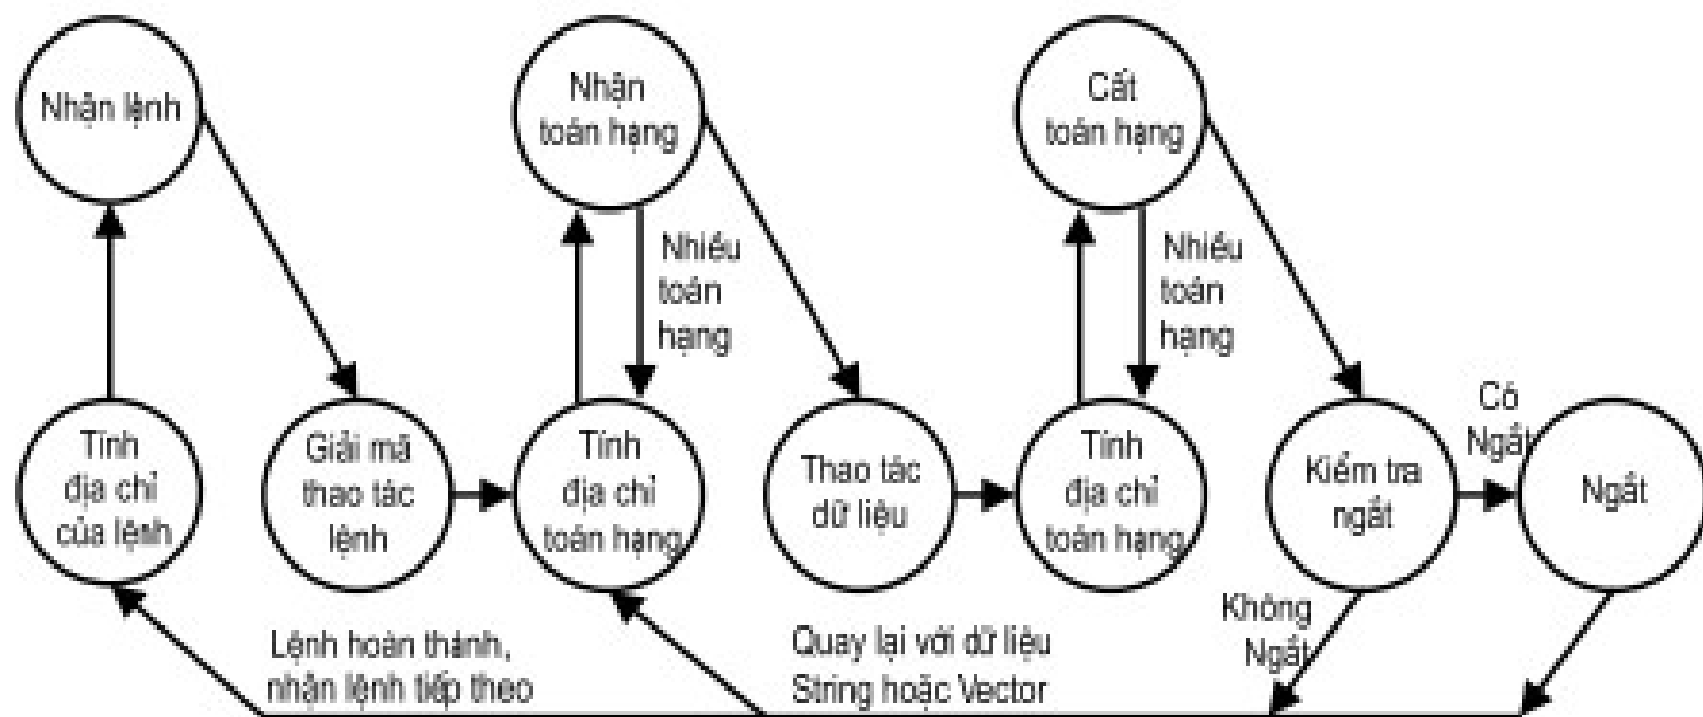 Nhận lệnh
Nhận
toán hạng
Cất
toán hạng
Nhiều
toán
hạng
Nhiều
toán
hạng
Tính
địa chỉ
của lệnh
Giải mã
thao tác
lệnh
Tính
địa chỉ
toán hạng
Thao tác
dữ liệu
Tính
địa chỉ
toán hạng
Kiểm tra
ngắt
Có
Ngắt
Ngắt
Không
Ngắt
Lệnh hoàn thành,
nhận lệnh tiếp theo
Quay lại với dữ liệu
String hoặc Vector